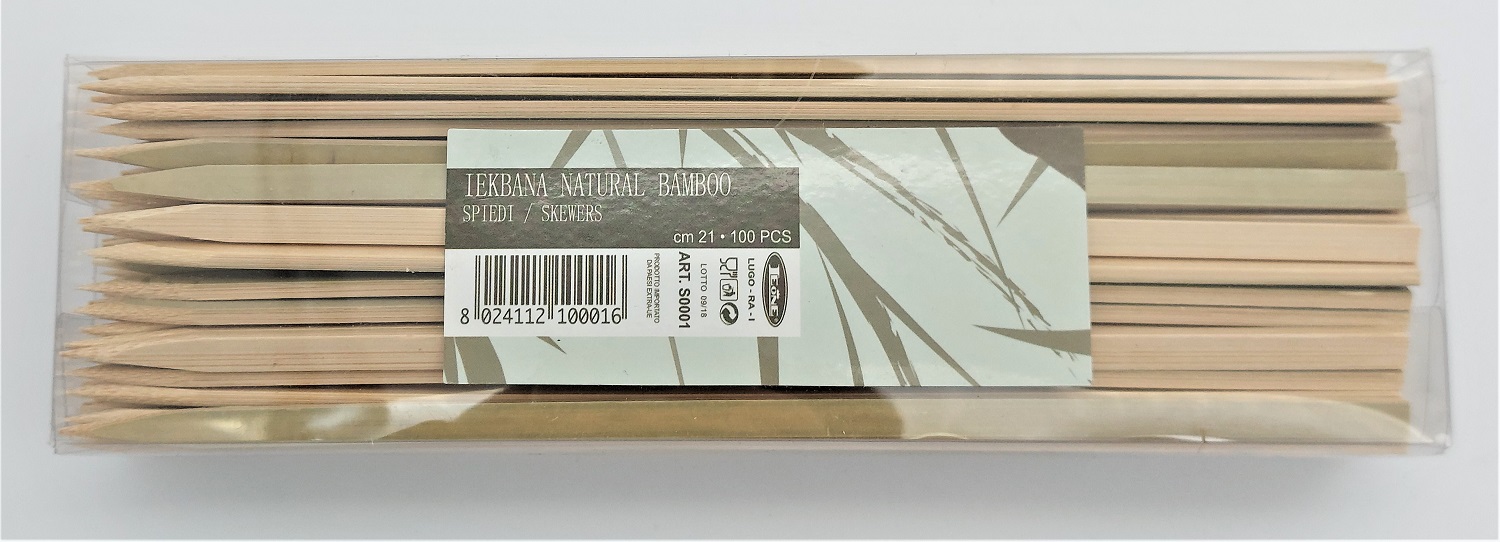 IEKBANA NATURAL BAMBOO
SPIEDI / SKEWERS
cm 21 • 100 PCS
8 024112 100016
PRODOTTO IMPORTATO
DA PAESI EXTRA-UE
ART. S0001
LOTTO 09/18
LUGO - RA - I
LEONE